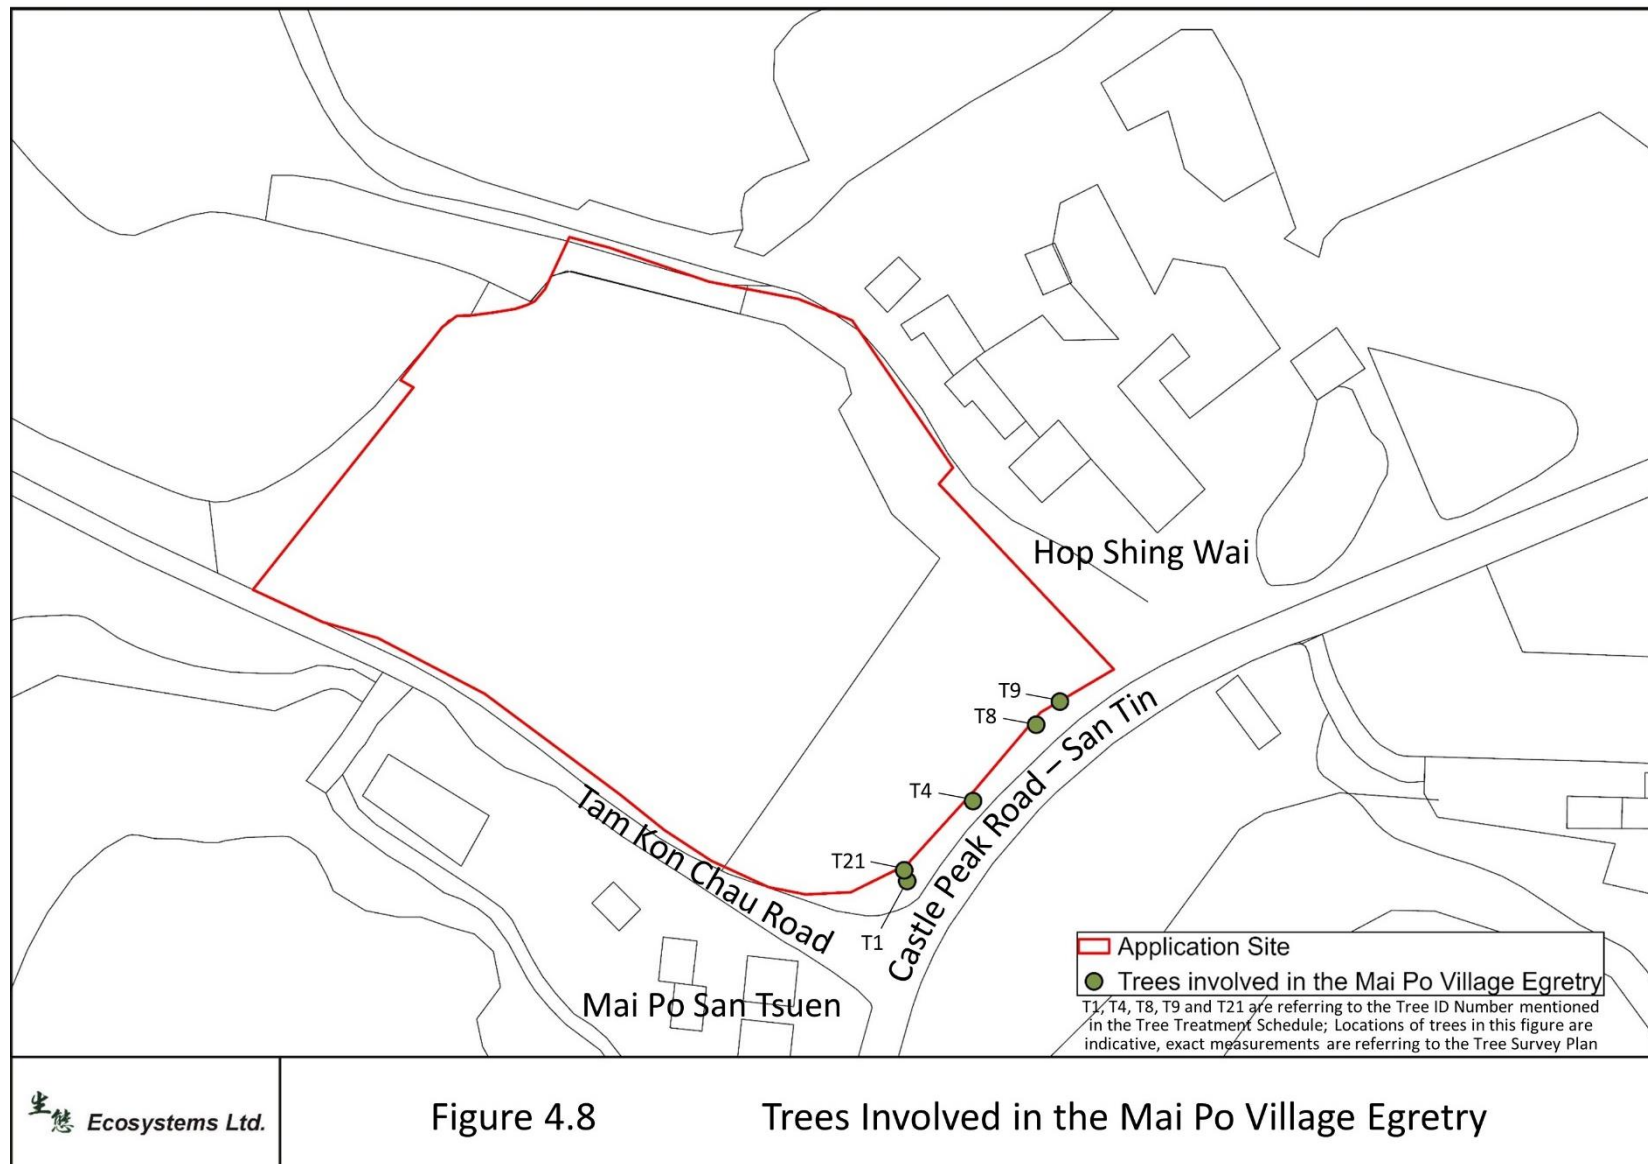 Hop Shing Wai
T9
T8
T4
T21
T1
Castle Peak Road – San Tin
Tam Kon Chau Road
Mai Po San Tsuen
Application Site
Trees involved in the Mai Po Village Egretry
T1, T4, T8, T9 and T21 are referring to the Tree ID Number mentioned
in the Tree Treatment Schedule; Locations of trees in this figure are
indicative, exact measurements are referring to the Tree Survey Plan
生態 Ecosystems Ltd.
Figure 4.8
Trees Involved in the Mai Po Village Egretry